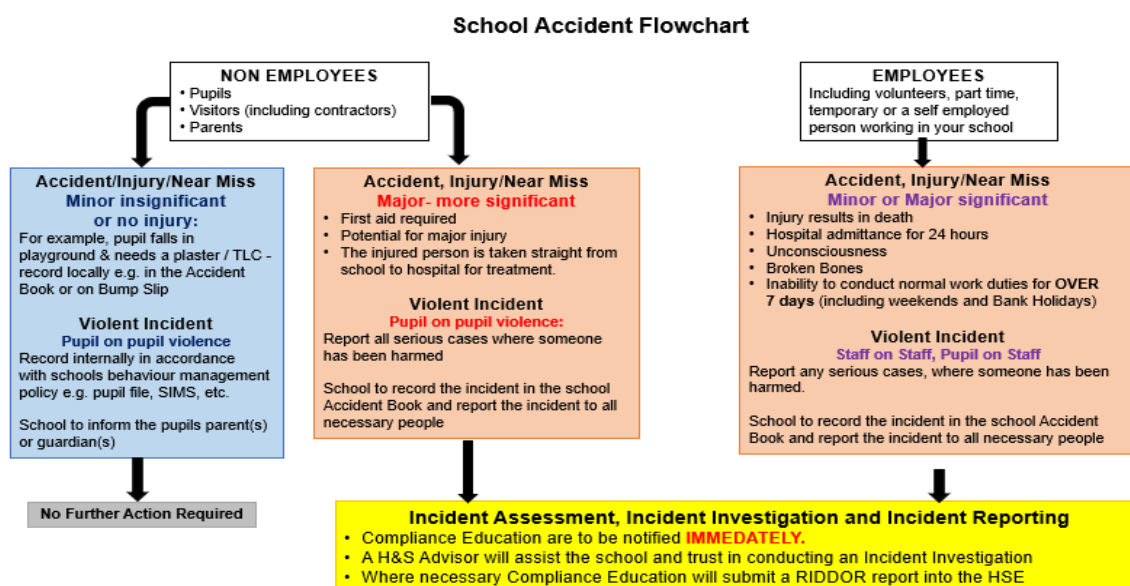 School Accident Flowchart
NON EMPLOYEES
• Pupils
• Visitors (including contractors)
• Parents
EMPLOYEES
Including volunteers, part time,
temporary or a self employed
person working in your school
Accident/Injury/Near Miss
Minor insignificant
or no injury:
For example, pupil falls in
playground & needs a plaster / TLC -
record locally e.g. in the Accident
Book or on Bump Slip
Violent Incident
Pupil on pupil violence
Record internally in accordance
with schools behaviour management
policy e.g. pupil file, SIMS, etc.
School to inform the pupils parent(s)
or guardian(s)
No Further Action Required
Accident, Injury/Near Miss
Major- more significant
• First aid required
• Potential for major injury
• The injured person is taken straight from
school to hospital for treatment.
Violent Incident
Pupil on pupil violence:
Report all serious cases where someone
has been harmed
School to record the incident in the school
Accident Book and report the incident to all
necessary people
Accident, Injury/Near Miss
Minor or Major significant
• Injury results in death
• Hospital admittance for 24 hours
• Unconsciousness
• Broken Bones
• Inability to conduct normal work duties for OVER
7 days (including weekends and Bank Holidays)
Violent Incident
Staff on Staff, Pupil on Staff
Report any serious cases, where someone has been
harmed.
School to record the incident in the school Accident
Book and report the incident to all necessary people
Incident Assessment, Incident Investigation and Incident Reporting
• Compliance Education are to be notified IMMEDATELY.
• A H&S Advisor will assist the school and trust in conducting an Incident Investigation
• Where necessary Compliance Education will submit a RIDDOR report into the HSE